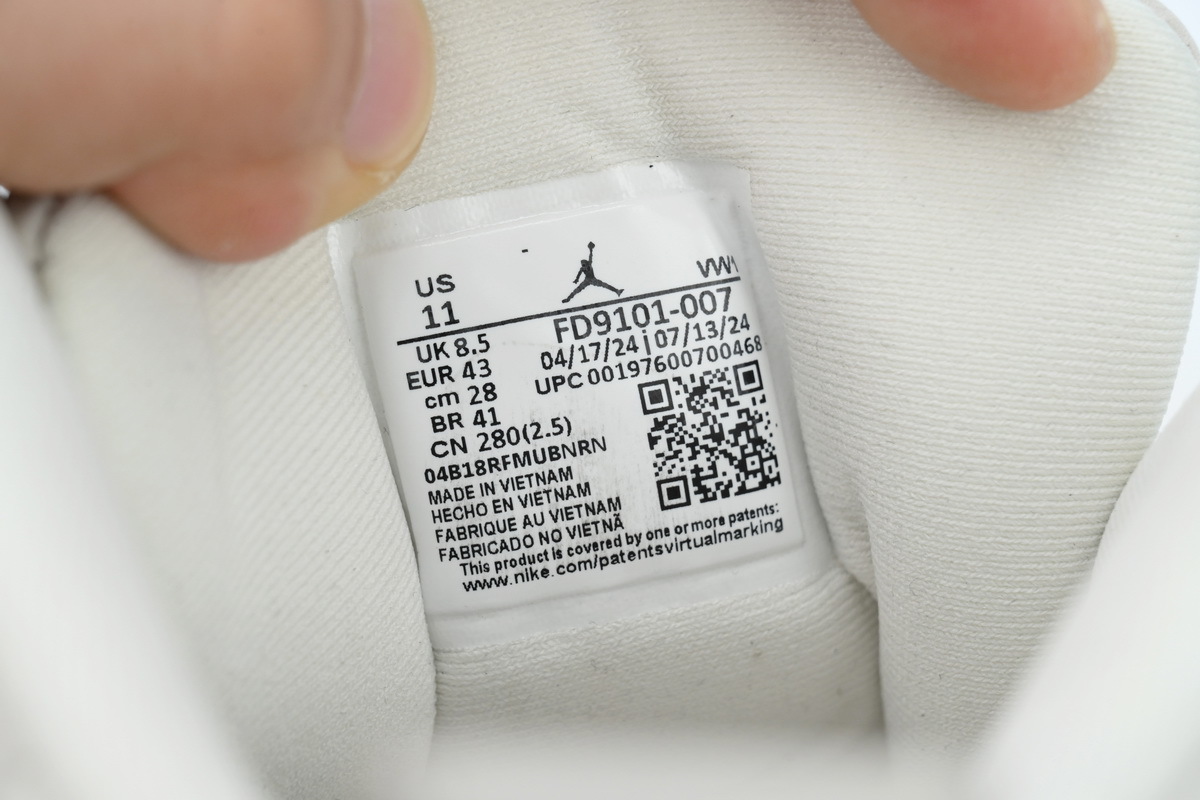 US
11
VW1
FD9101-007
04/17/24 | 07/13/24
UPC 00197600700468
UK 8.5
EUR 43
cm 28
BR 41
CN 280(2.5)
04B18RFMUBNRN
MADE IN VIETNAM
HECHO EN VIETNAM
FABRIQUE AU VIETNAM
FABRICADO NO VIETNÃ
This product is covered by one or more patents:
www.nike.com/patentsvirtualmarking